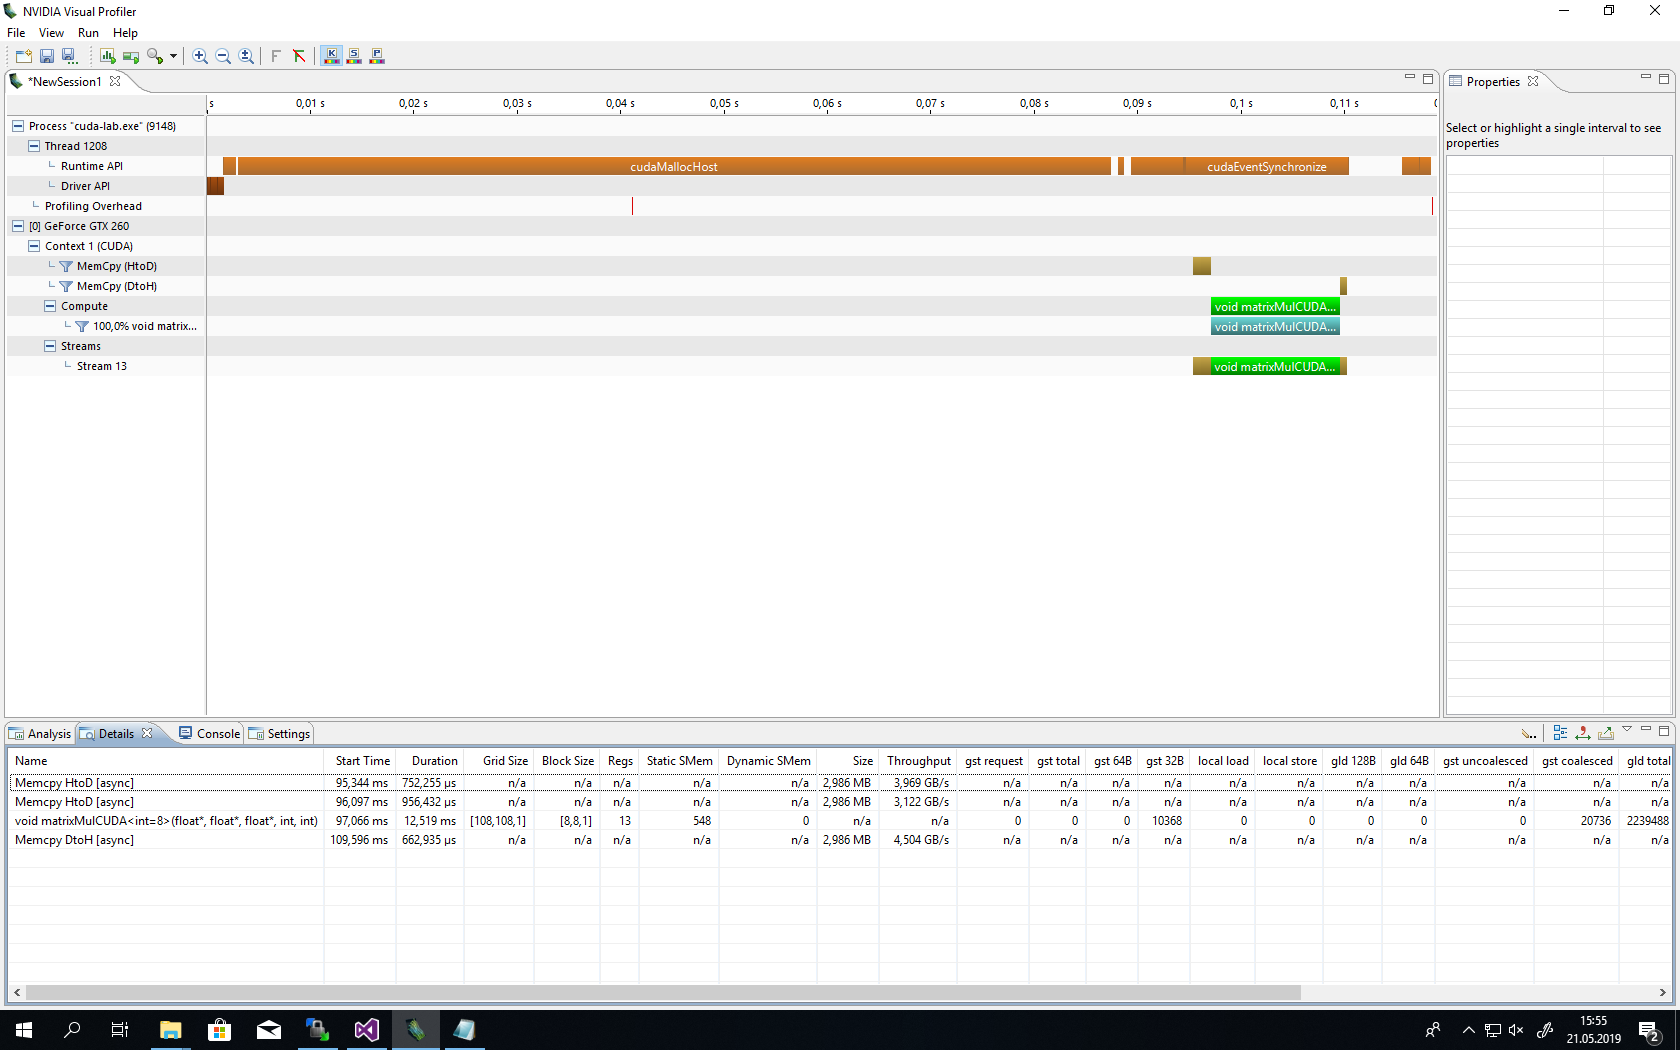 NVIDIA Visual Profiler
File View Run Help
*NewSession1
s 0,01 s 0,02 s 0,03 s 0,04 s 0,05 s 0,06 s 0,07 s 0,08 s 0,09 s 0,1 s 0,11 s
Process "cuda-lab.exe" (9148)
Thread 1208
Runtime API cudaMallocHost cudaEventSynchronize
Driver API
Profiling Overhead
[0] GeForce GTX 260
Context 1 (CUDA)
MemCpy (HtoD)
MemCpy (DtoH)
Compute void matrixMulCUDA...
100,0% void matrix... void matrixMulCUDA...
Streams
Stream 13 void matrixMulCUDA...
Properties
Select or highlight a single interval to see
properties
Analysis Details Console Settings
Name Start Time Duration Grid Size Block Size Regs Static SMem Dynamic SMem Size Throughput gst request gst total gst 64B gst 32B local load local store gld 128B gld 64B gst uncoalesced gst coalesced gld total
Memcpy HtoD [async] 95,344 ms 752,255 µs n/a n/a n/a n/a n/a 2,986 MB 3,969 GB/s n/a n/a n/a n/a n/a n/a n/a n/a n/a n/a n/a
Memcpy HtoD [async] 96,097 ms 956,432 µs n/a n/a n/a n/a n/a 2,986 MB 3,122 GB/s n/a n/a n/a n/a n/a n/a n/a n/a n/a n/a n/a
void matrixMulCUDA<int=8>(float*, float*, float*, int, int) 97,066 ms 12,519 ms [108,108,1] [8,8,1] 13 548 0 n/a n/a 0 0 0 10368 0 0 0 0 0 20736 2239488
Memcpy DtoH [async] 109,596 ms 662,935 µs n/a n/a n/a n/a n/a 2,986 MB 4,504 GB/s n/a n/a n/a n/a n/a n/a n/a n/a n/a n/a n/a
15:55
21.05.2019
2